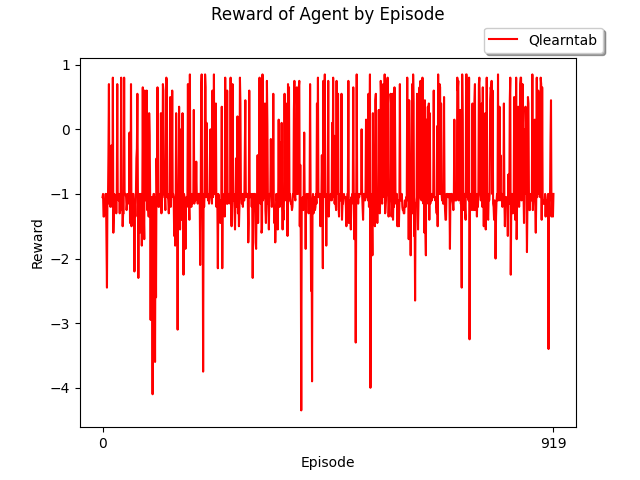 Reward of Agent by Episode
Qlearntab
1
0
−1
−2
−3
−4
Reward
0
919
Episode